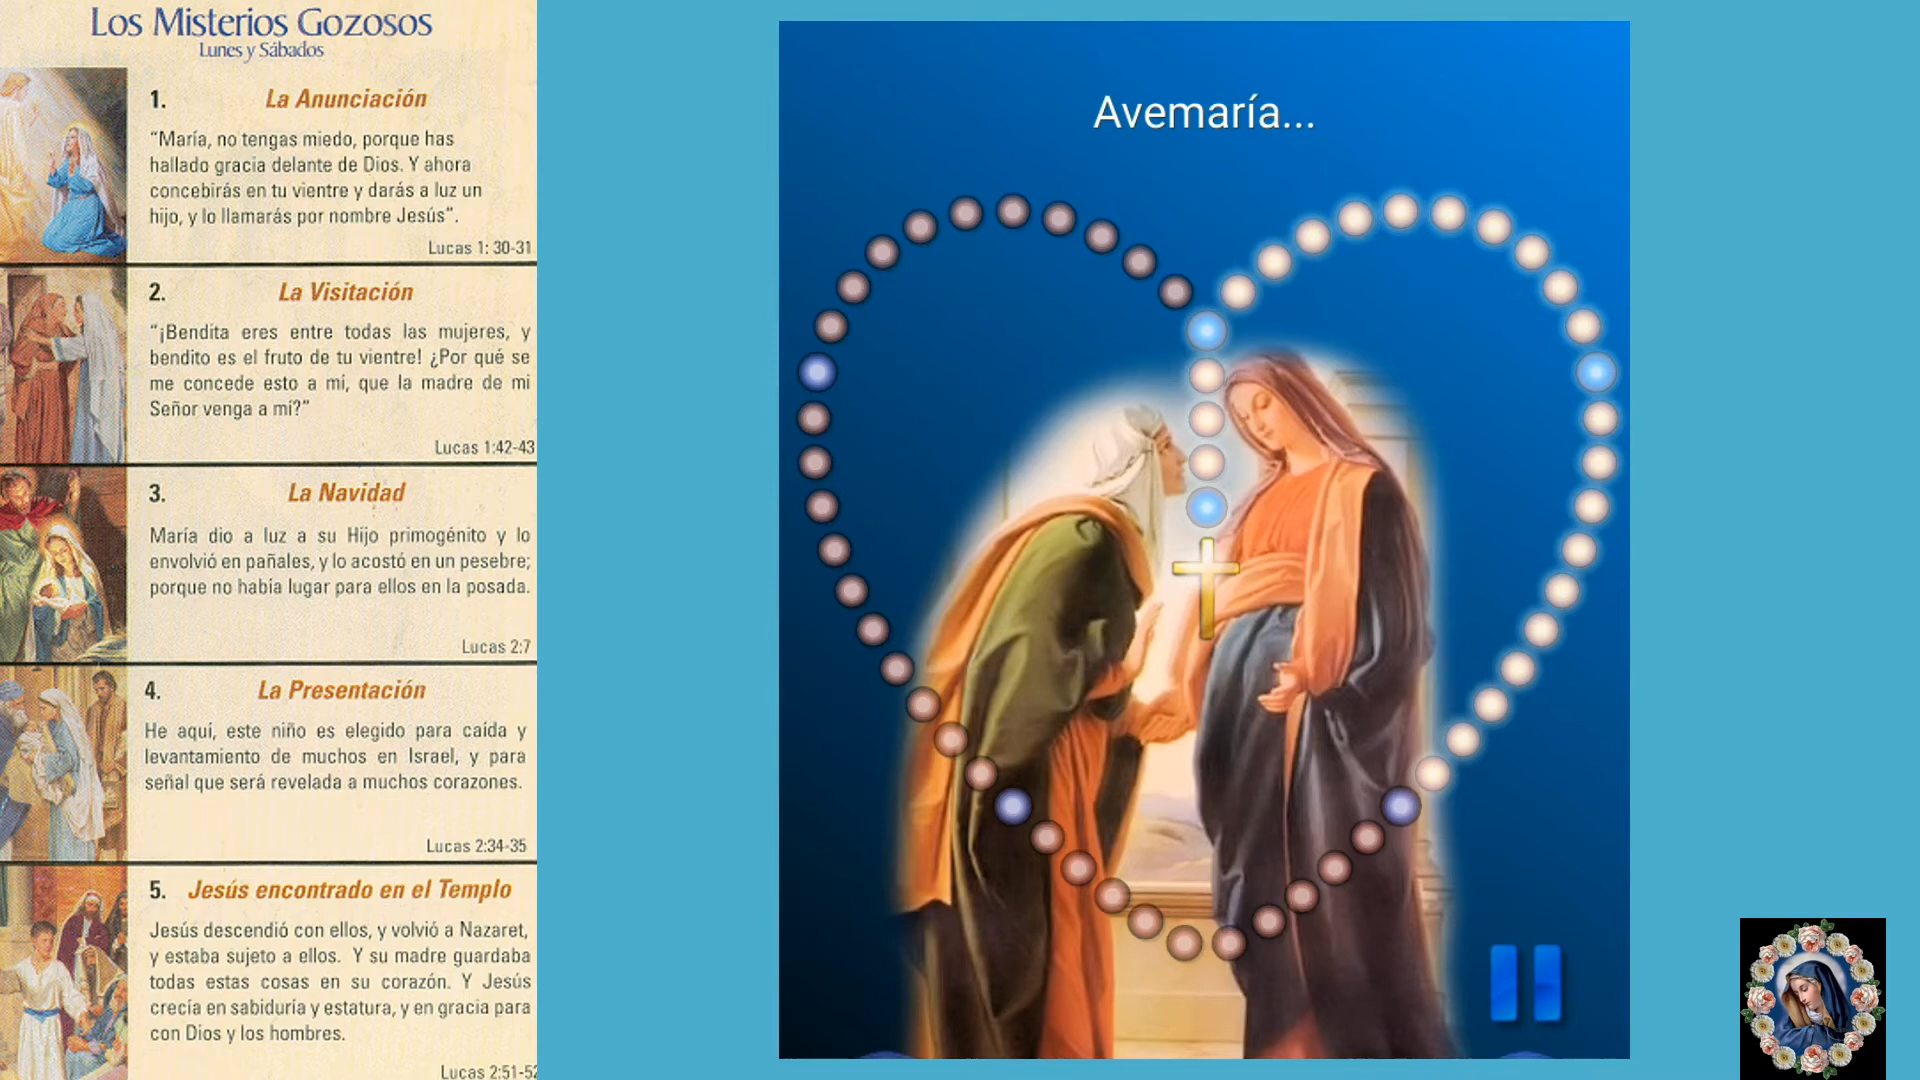 Los Misterios Gozosos
Lunes y Sábados
1. La Anunciación
“María, no tengas miedo, porque has
hallado gracia delante de Dios. Y ahora
concebirás en tu vientre y darás a luz un
hijo, y lo llamarás por nombre Jesús”.
Lucas 1: 30-31
2. La Visitación
“¡Bendita eres entre todas las mujeres, y
bendito es el fruto de tu vientre! ¿Por qué se
me concede esto a mí, que la madre de mi
Señor venga a mí?”
Lucas 1:42-43
3. La Navidad
María dio a luz a su Hijo primogénito y lo
envolvió en pañales, y lo acostó en un pesebre;
porque no había lugar para ellos en la posada.
Lucas 2:7
4. La Presentación
He aquí, este niño es elegido para caída y
levantamiento de muchos en Israel, y para
señal que será revelada a muchos corazones.
Lucas 2:34-35
5. Jesús encontrado en el Templo
Jesús descendió con ellos, y volvió a Nazaret,
y estaba sujeto a ellos. Y su madre guardaba
todas estas cosas en su corazón. Y Jesús
crecía en sabiduría y estatura, y en gracia para
con Dios y los hombres.
Lucas 2:51-52
Avemaría...